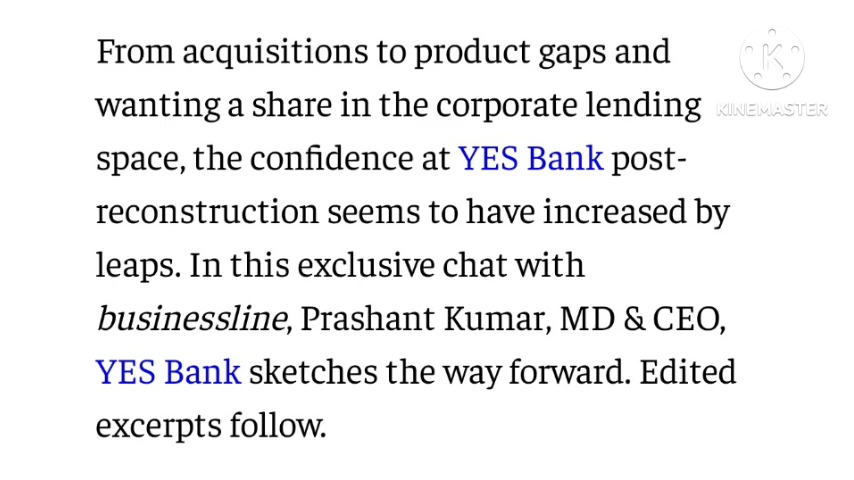 From acquisitions to product gaps and
wanting a share in the corporate lending
space, the confidence at YES Bank post-
reconstruction seems to have increased by
leaps. In this exclusive chat with
businessline, Prashant Kumar, MD & CEO,
YES Bank sketches the way forward. Edited
excerpts follow.
K
KINEMASTER